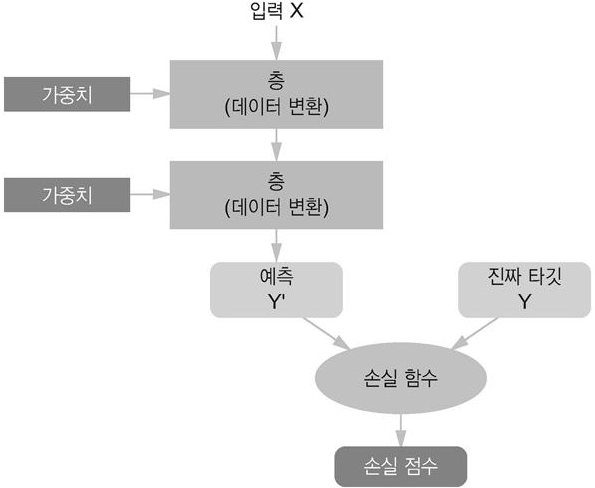 입력 X
가중치
층
(데이터 변환)
가중치
층
(데이터 변환)
예측
Y'
진짜 타깃
Y
손실 함수
손실 점수